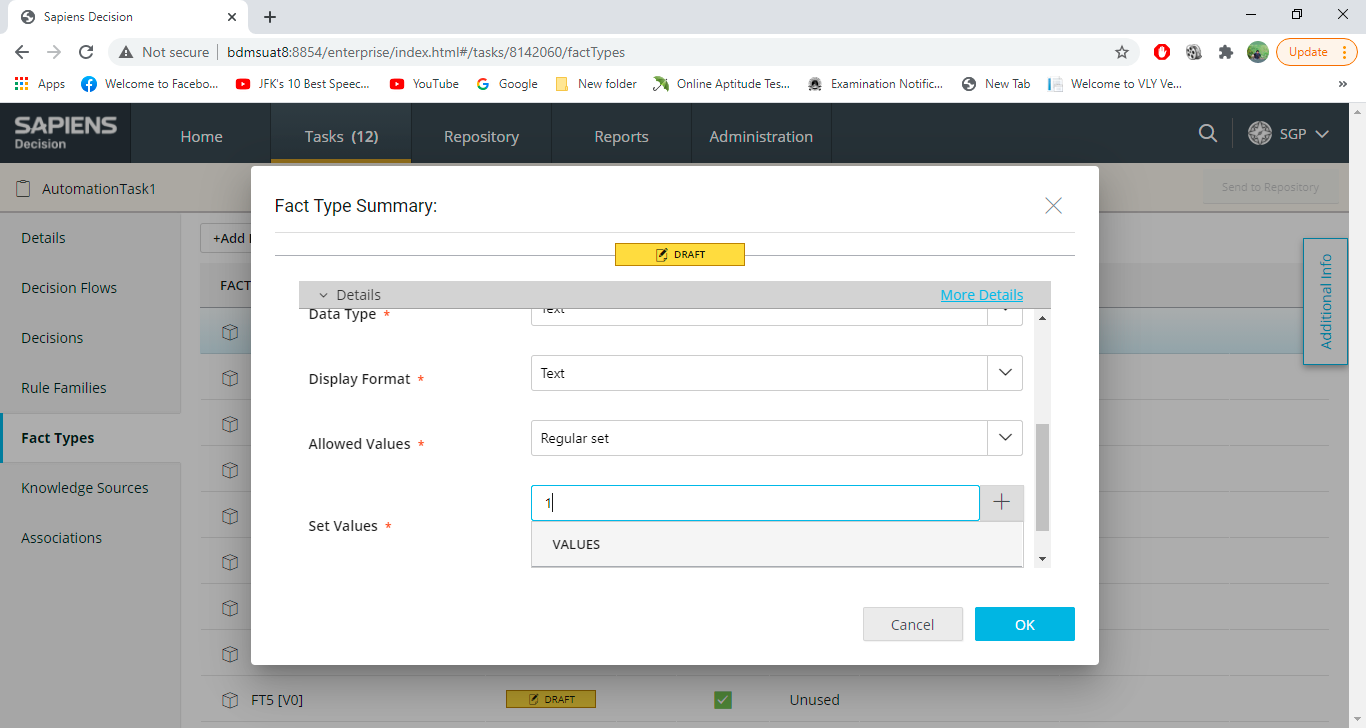 Sapiens Decision
Not secure
bdmsuat8:8854/enterprise/index.html#/tasks/8142060/factTypes
Update
Apps
Welcome to Facebo...
JFK's 10 Best Speec...
YouTube
Google
New folder
Online Aptitude Tes...
Examination Notific...
New Tab
Welcome to VLY Ve...
»
SAPIENS
Decision
Home
Tasks (12)
Repository
Reports
Administration
SGP
AutomationTask1
Send to Repository
Details
Decision Flows
Decisions
Rule Families
Fact Types
Knowledge Sources
Associations
+Add
FACT
Additional Info
Fact Type Summary:
DRAFT
Details
More Details
Data Type *
Text
Display Format *
Text
Allowed Values *
Regular set
Set Values *
1
VALUES
Cancel
OK
FT5 [V0]
DRAFT
Unused